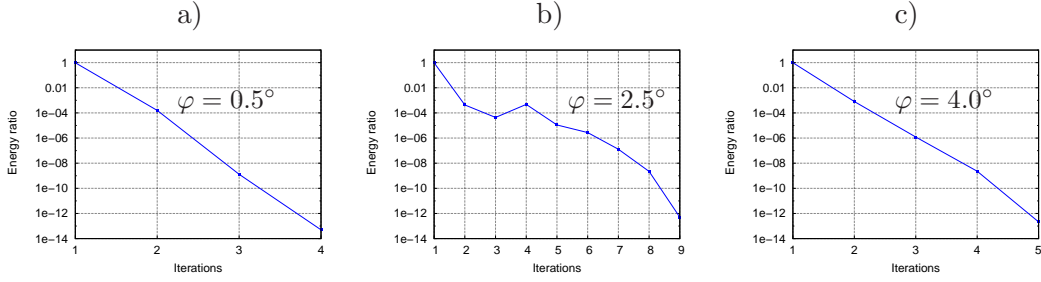 a)
1
0.01
1e−04
1e−06
1e−08
1e−10
1e−12
1e−14
Energy ratio
φ = 0.5°
1 2 3 4
Iterations
b)
1
0.01
1e−04
1e−06
1e−08
1e−10
1e−12
1e−14
Energy ratio
φ = 2.5°
1 2 3 4 5 6 7 8 9
Iterations
c)
1
0.01
1e−04
1e−06
1e−08
1e−10
1e−12
1e−14
Energy ratio
φ = 4.0°
1 2 3 4 5
Iterations